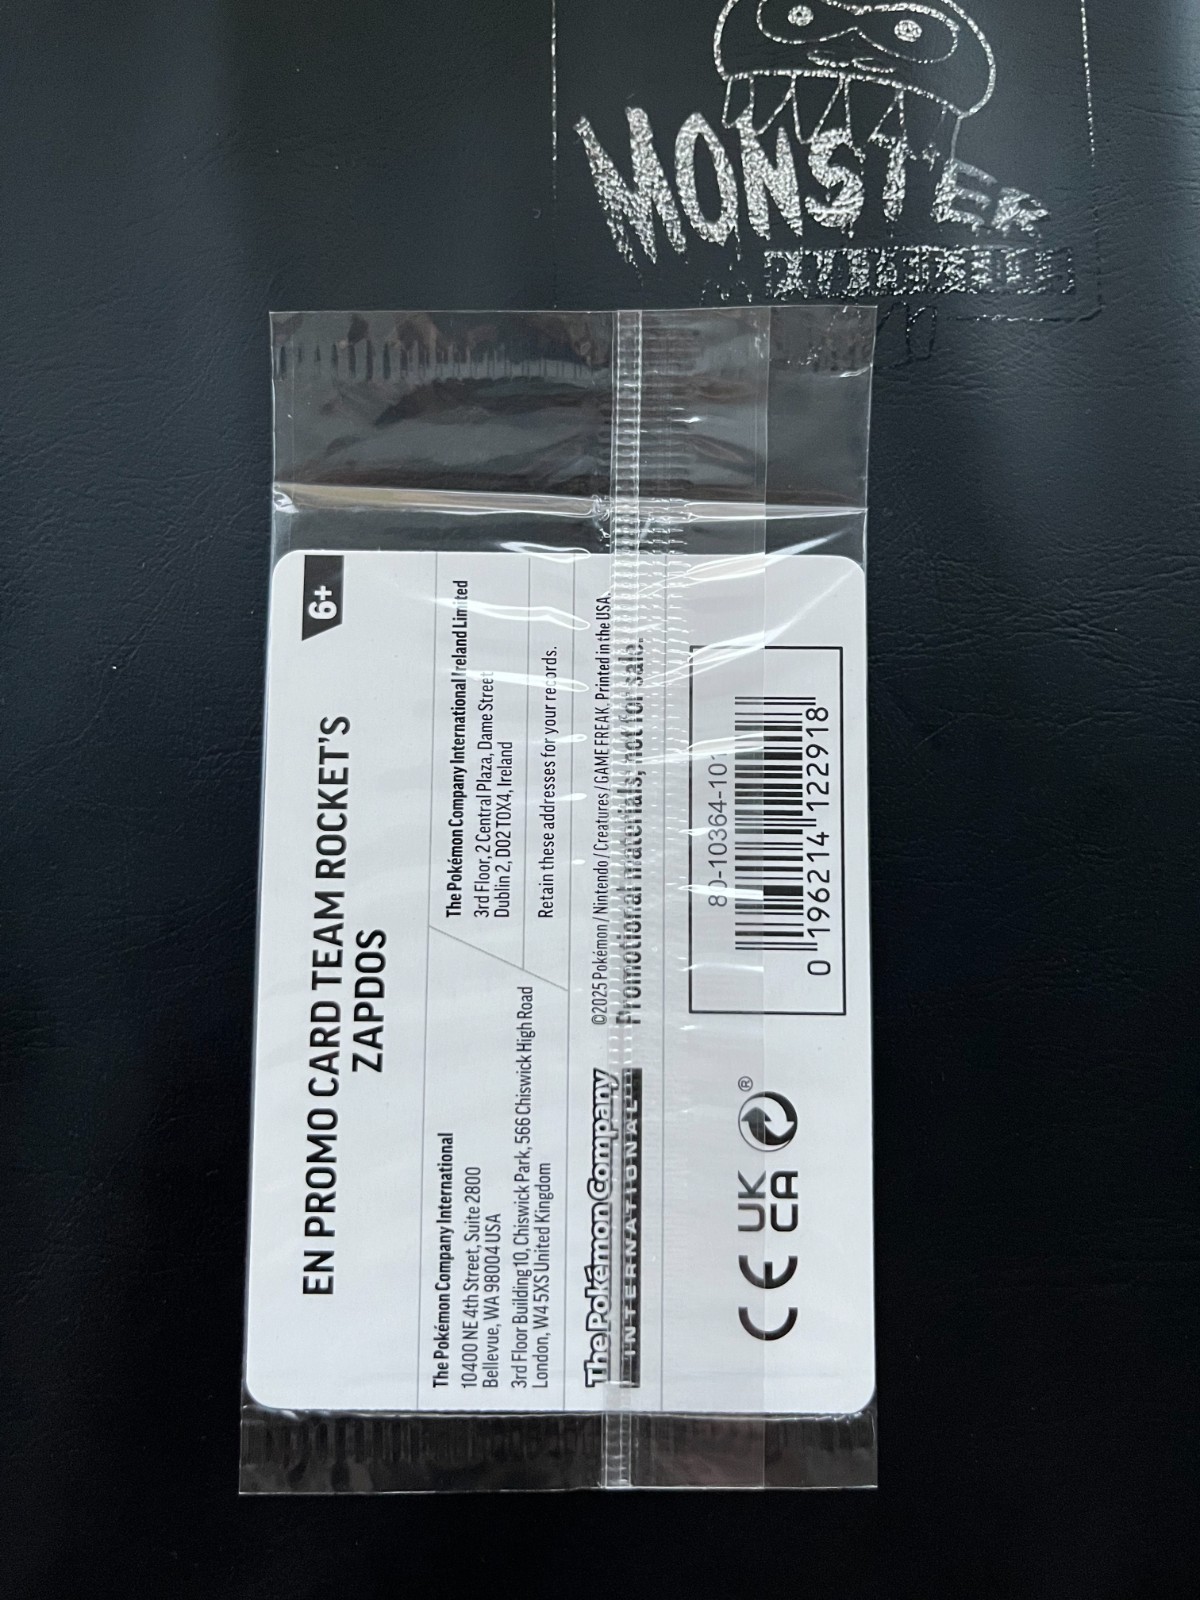 MONSTER
EN PROMO CARD TEAM ROCKET'S
ZAPDOS
6+
The Pokémon Company International
10400 NE 4th Street, Suite 2800
Bellevue, WA 98004 USA
3rd Floor Building 10, Chiswick Park, 566 Chiswick High Road
London, W4 5XS United Kingdom
The Pokémon Company International Ireland Limited
3rd Floor, 2 Central Plaza, Dame Street
Dublin 2, D02 T0X4, Ireland
Retain these addresses for your records.
The Pokémon Company
INTERNATIONAL
©2025 Pokémon / Nintendo / Creatures / GAME FREAK. Printed in the USA.
Promotional materials, not for sale.
CE UK
CA ®
80-10364-101
0 196214 122918